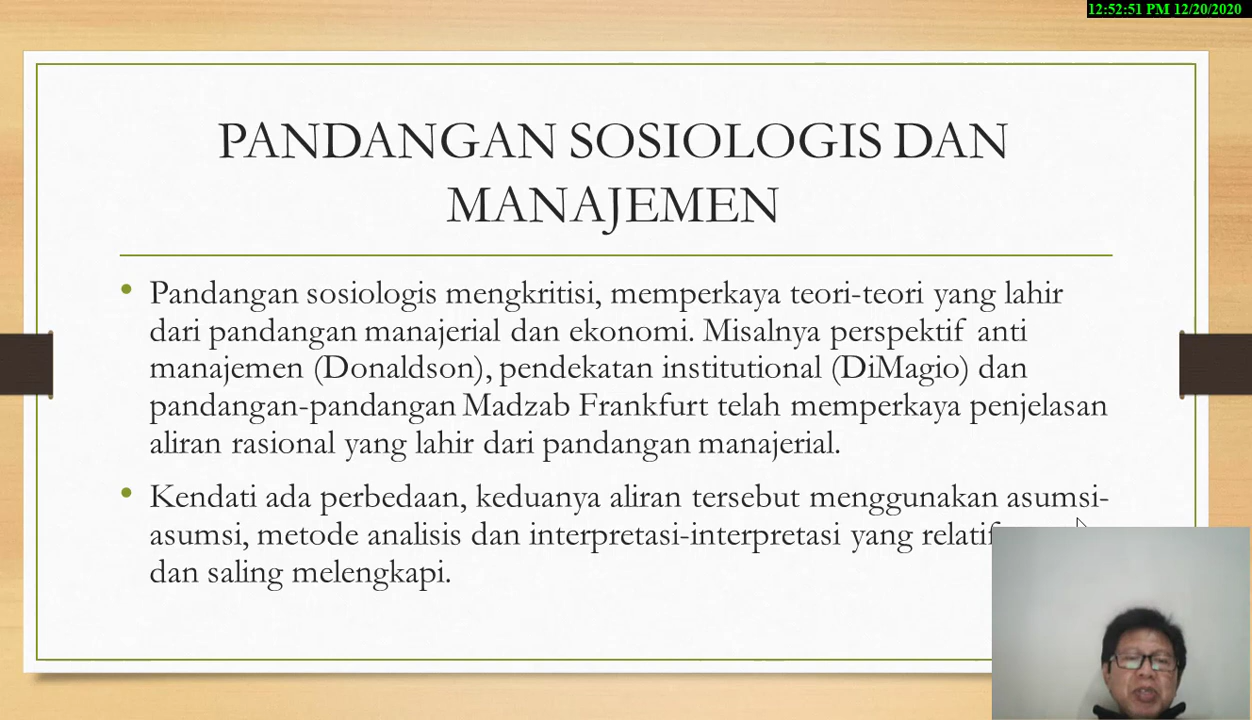 12:52:51 PM 12/20/2020
PANDANGAN SOSIOLOGIS DAN
MANAJEMEN
• Pandangan sosiologis mengkritisi, memperkaya teori-teori yang lahir
dari pandangan manajerial dan ekonomi. Misalnya perspektif anti
manajemen (Donaldson), pendekatan institutional (DiMagio) dan
pandangan-pandangan Madzab Frankfurt telah memperkaya penjelasan
aliran rasional yang lahir dari pandangan manajerial.
• Kendati ada perbedaan, keduanya aliran tersebut menggunakan asumsi-
asumsi, metode analisis dan interpretasi-interpretasi yang relatif
dan saling melengkapi.